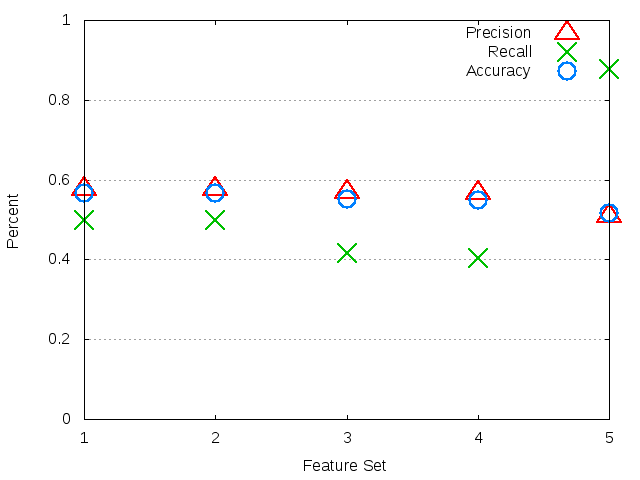 1
Precision
Recall
Accuracy
0.8
0.6
Percent
0.4
0.2
0
1 2 3 4 5
Feature Set